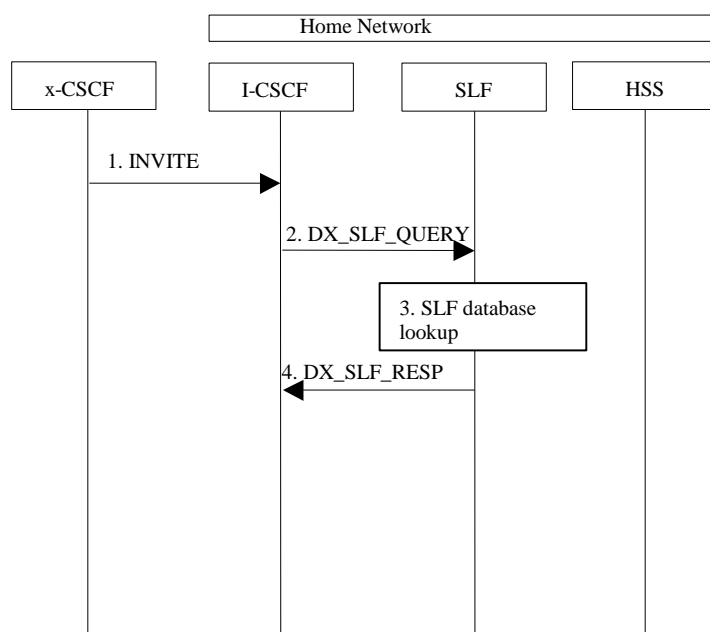 Home Network
x-CSCF
I-CSCF
SLF
HSS
1. INVITE
2. DX_SLF_QUERY
3. SLF database
lookup
4. DX_SLF_RESP